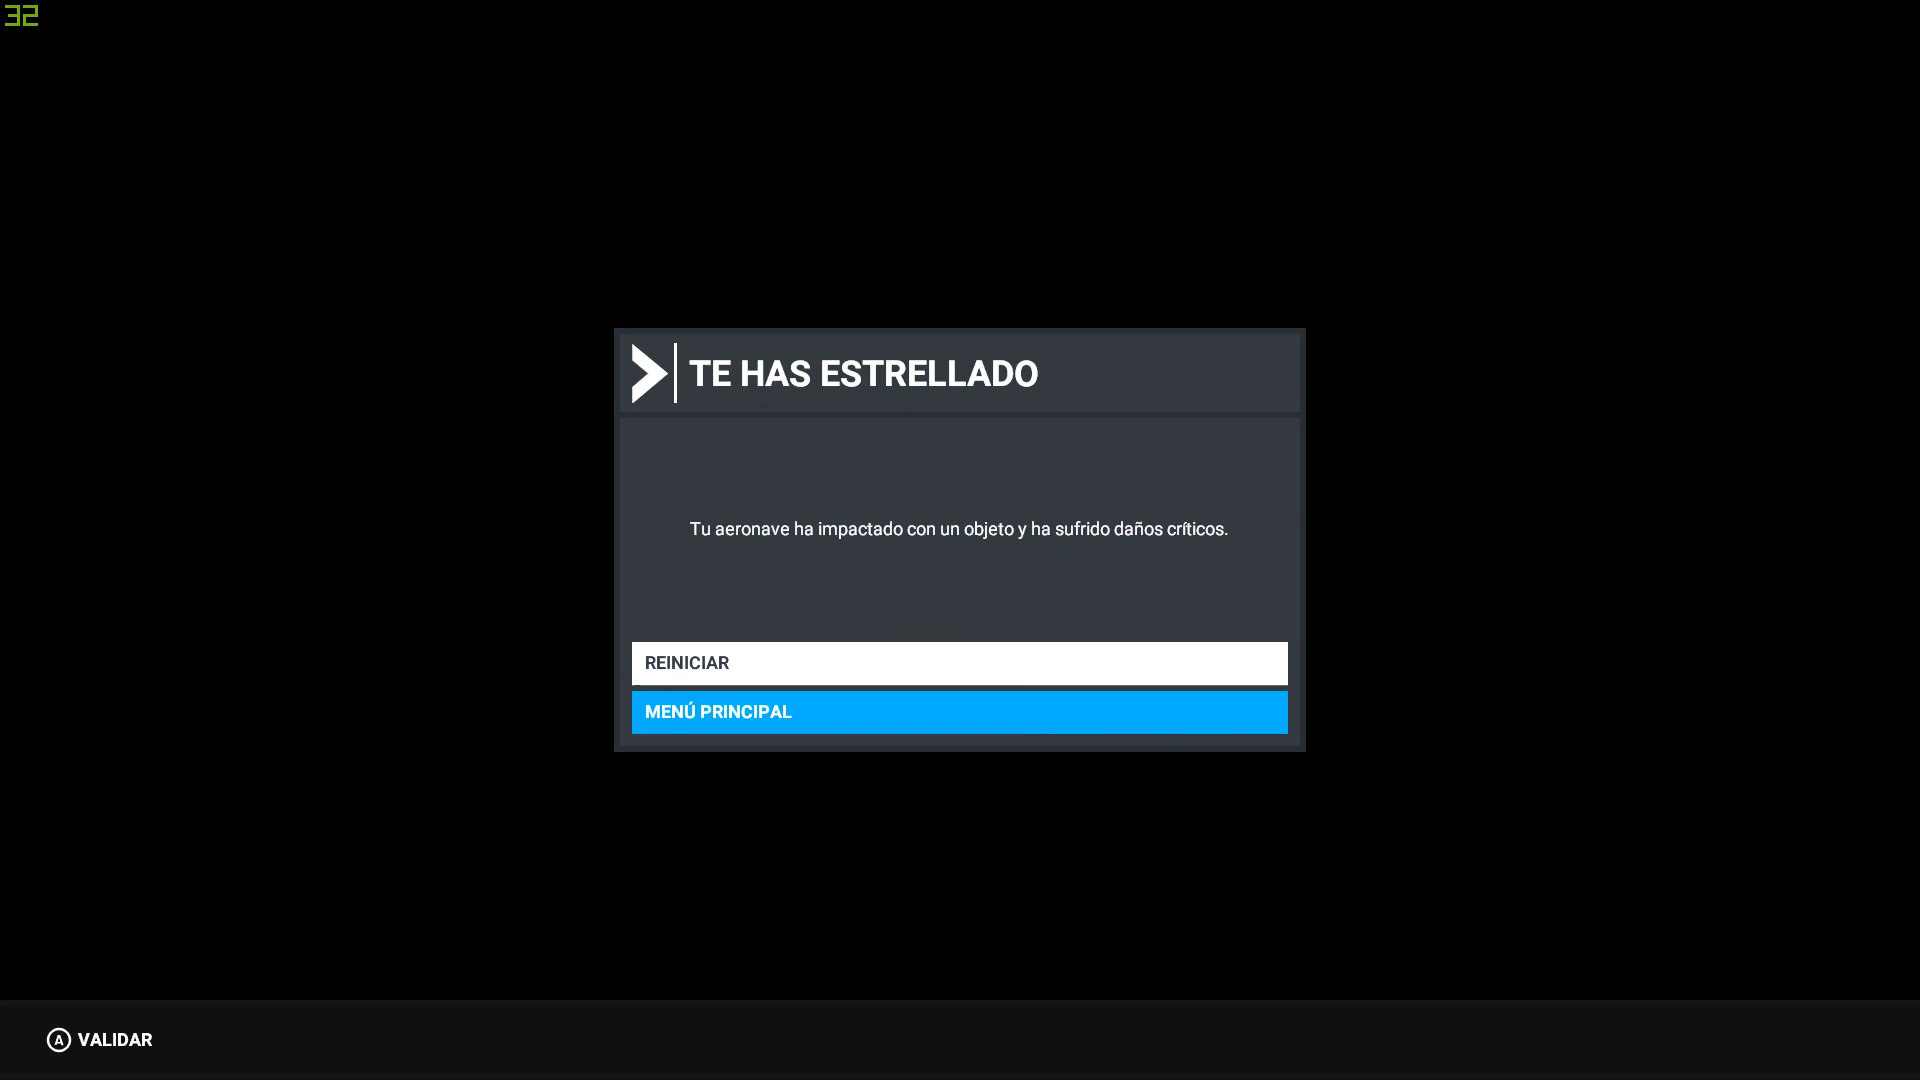 32
TE HAS ESTRELLADO
Tu aeronave ha impactado con un objeto y ha sufrido daños críticos.
REINICIAR
MENÚ PRINCIPAL
A VALIDAR